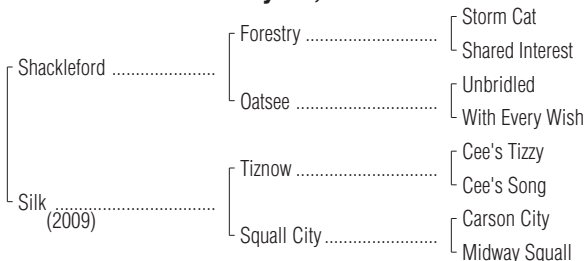 Storm Cat
Forestry ..................................
Shared Interest
Shackleford ......................
Unbridled
Oatsee ....................................
With Every Wish
Cee's Tizzy
Tiznow ....................................
Cee's Song
Silk ..................................
(2009)
Carson City
Squall City .............................
Midway Squall